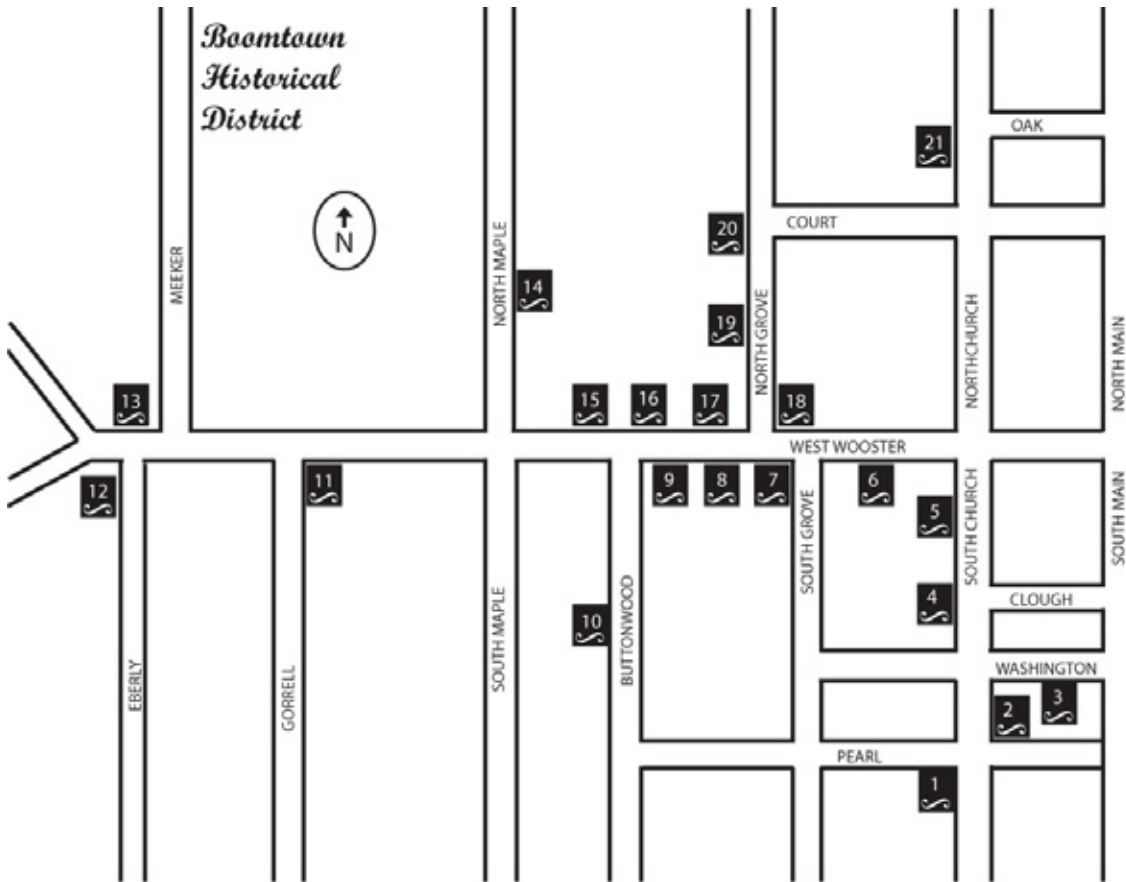 Boomtown
Historical
District
OAK
21
20
COURT
N
14
MEEKER
NORTH MAPLE
19
NORTH GROVE
NORTHCHURCH
NORTH MAIN
13
15
16
17
18
WEST WOOSTER
12
11
9
8
7
6
5
SOUTH GROVE
SOUTH CHURCH
SOUTH MAIN
4
CLOUGH
10
EBERLY
GORRELL
SOUTH MAPLE
BUTTONWOOD
WASHINGTON
2
3
PEARL
1